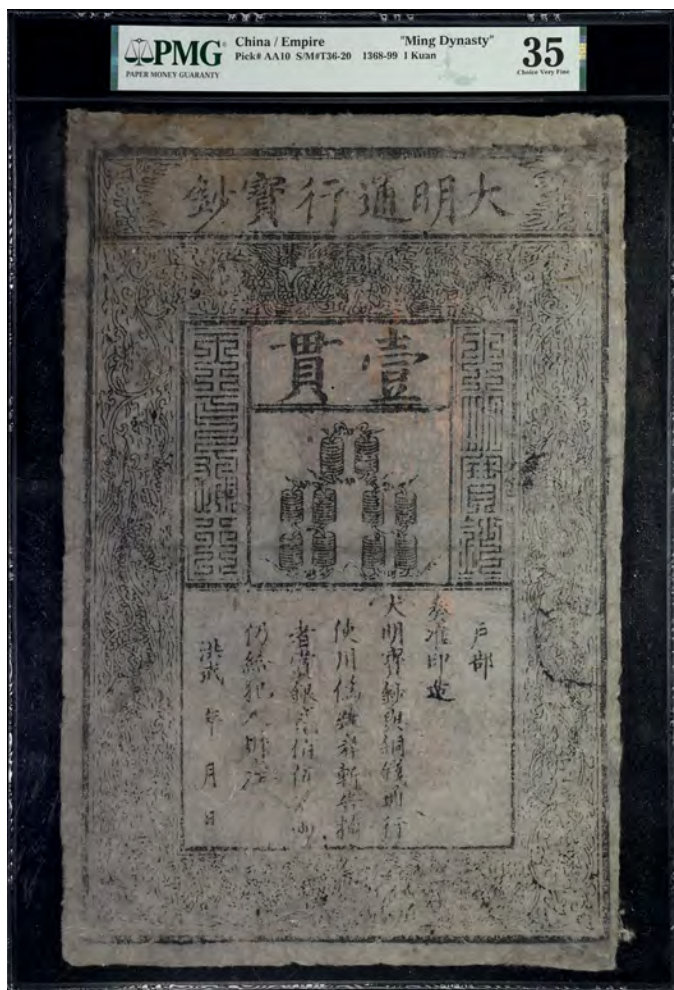 PMG
PAPER MONEY GUARANTY
China / Empire "Ming Dynasty"
Pick# AA10 S/M#T36-20 1368-99 1 Kuan
35
Choice Very Fine
大明通行寶鈔
壹貫
戶部
奏准印造
大明寶鈔與銅錢通行
使用偽造者斬告捕
者賞銀貳伯伍拾兩
仍給犯人財產
洪武 年 月 日